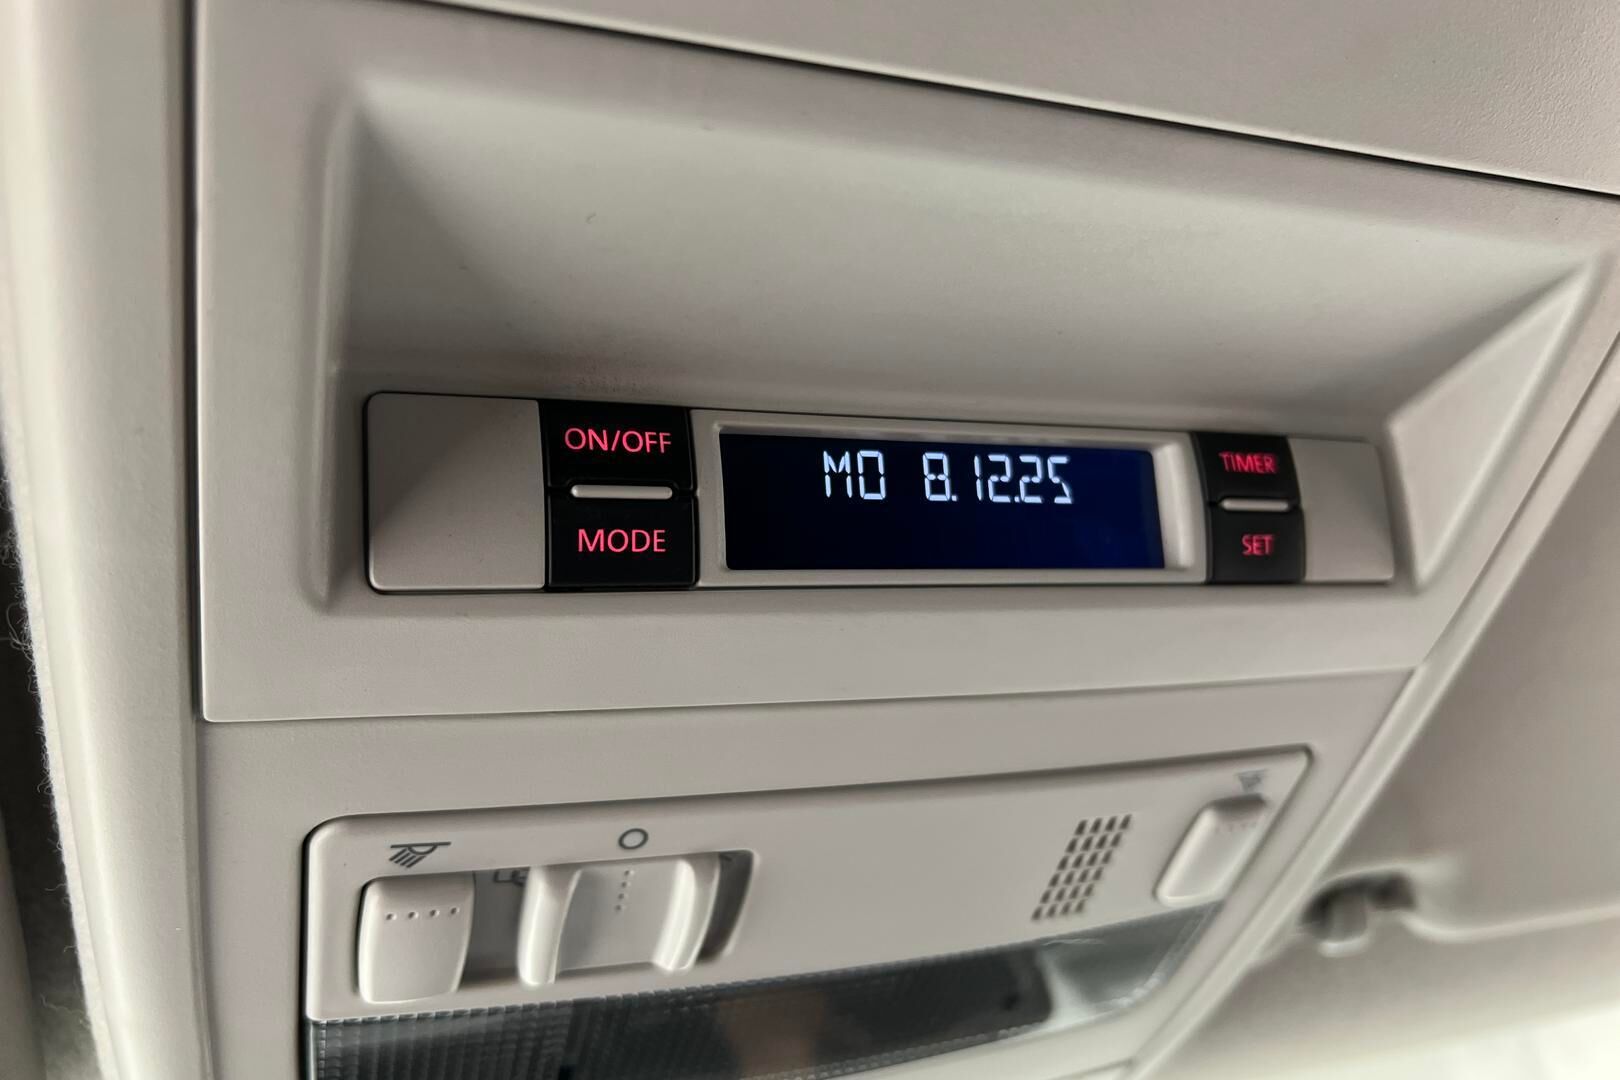 ON/OFF
MODE
MO 8.12.25
TIMER
SET